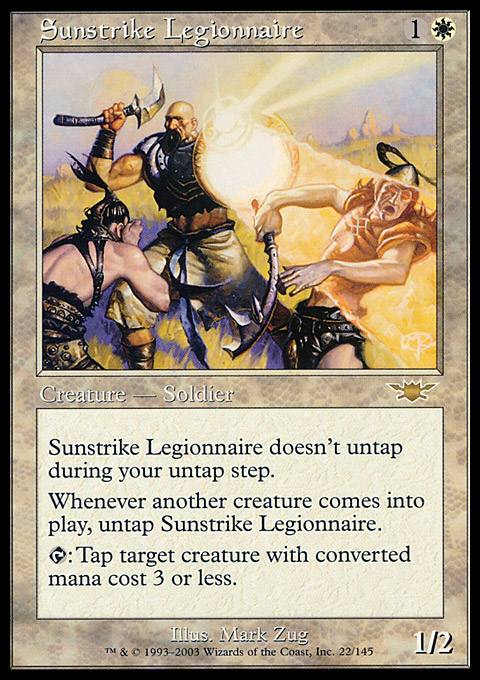 Sunstrike Legionnaire 1
Creature — Soldier
Sunstrike Legionnaire doesn't untap
during your untap step.
Whenever another creature comes into
play, untap Sunstrike Legionnaire.
: Tap target creature with converted
mana cost 3 or less.
Illus. Mark Zug
1/2
™ & © 1993–2003 Wizards of the Coast, Inc. 22/145